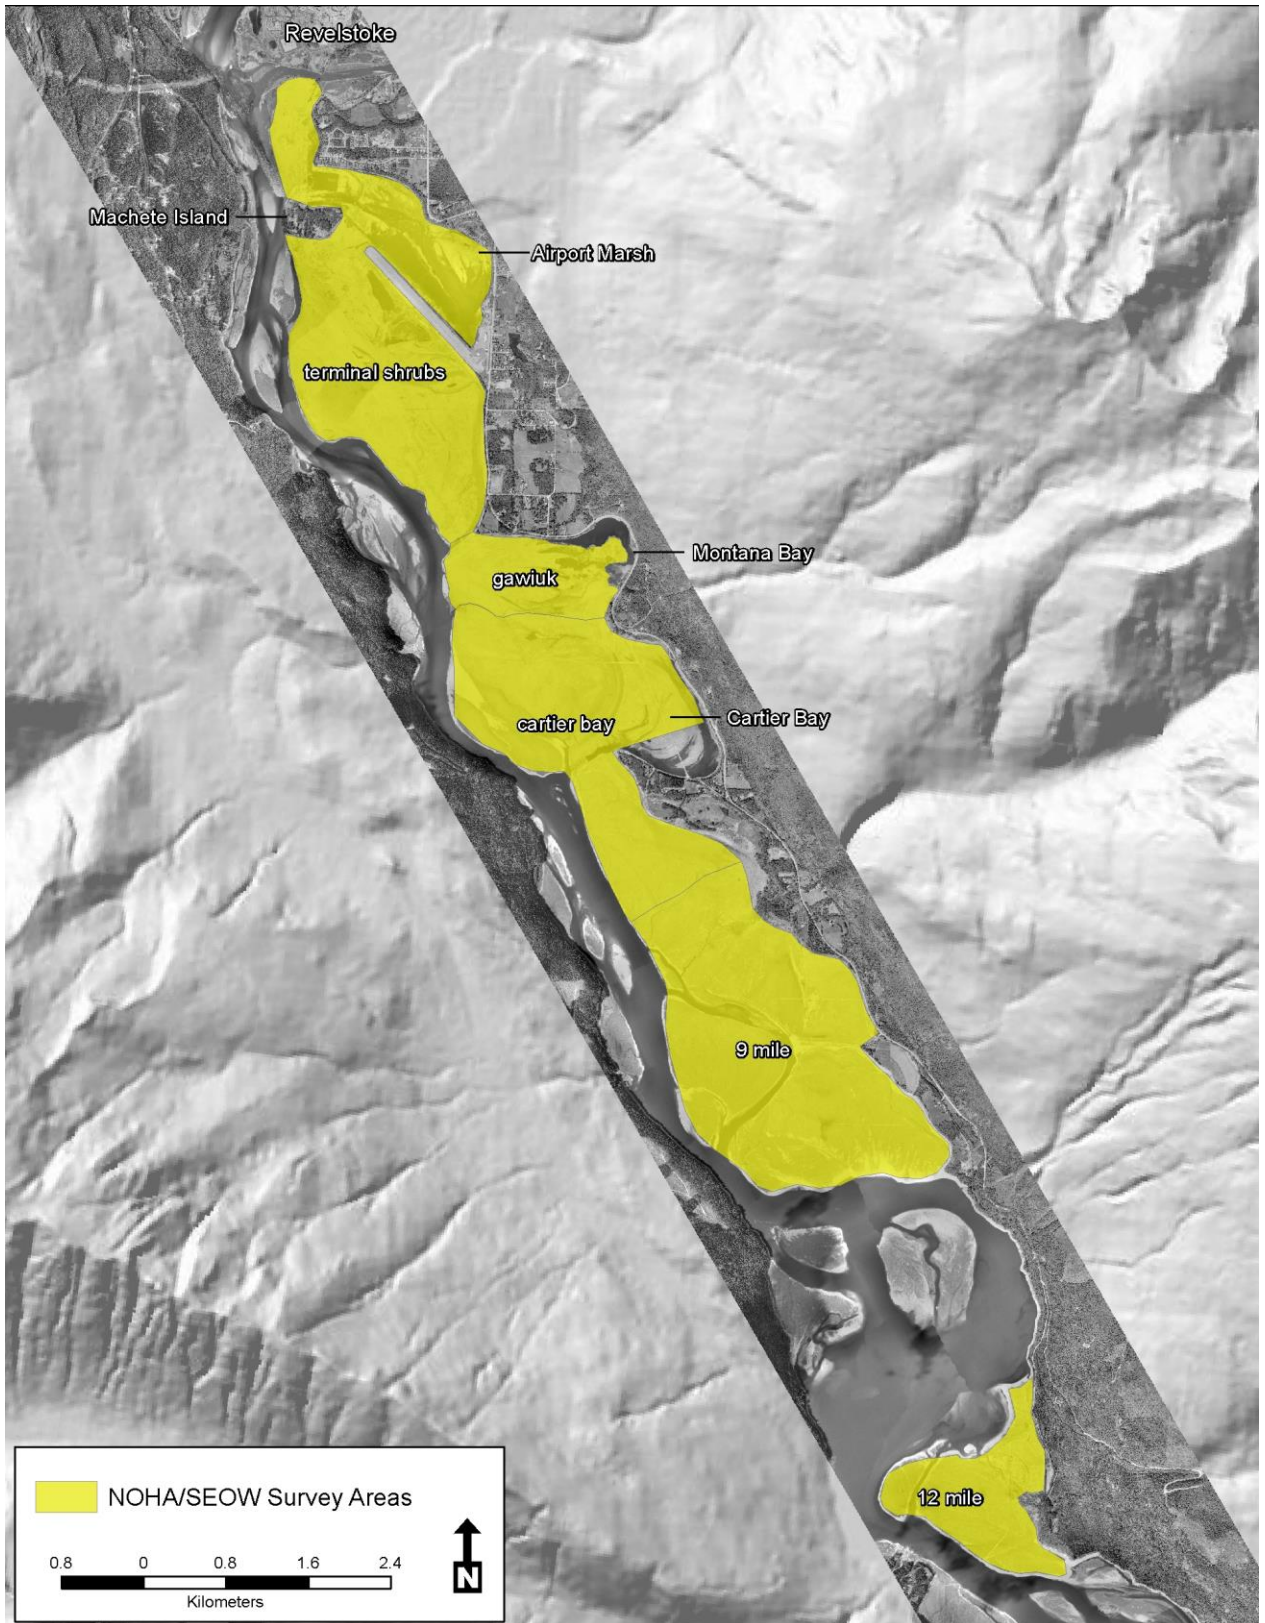 Revelstoke
Machete Island
Airport Marsh
terminal shrubs
Montana Bay
gawiuk
cartier bay
Cartier Bay
9 mile
12 mile
NOHA/SEOW Survey Areas
0.8 0 0.8 1.6 2.4
Kilometers
N